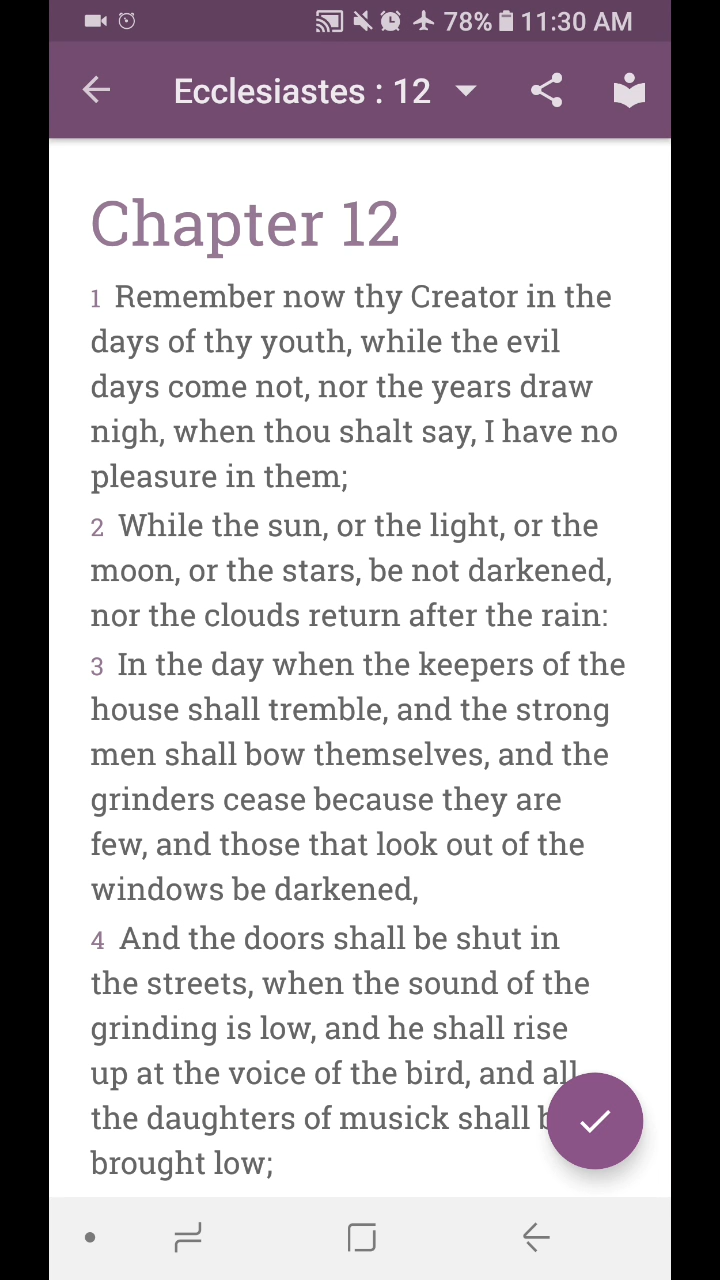 78% 11:30 AM
Ecclesiastes : 12
Chapter 12
1 Remember now thy Creator in the
days of thy youth, while the evil
days come not, nor the years draw
nigh, when thou shalt say, I have no
pleasure in them;
2 While the sun, or the light, or the
moon, or the stars, be not darkened,
nor the clouds return after the rain:
3 In the day when the keepers of the
house shall tremble, and the strong
men shall bow themselves, and the
grinders cease because they are
few, and those that look out of the
windows be darkened,
4 And the doors shall be shut in
the streets, when the sound of the
grinding is low, and he shall rise
up at the voice of the bird, and all
the daughters of musick shall
brought low;